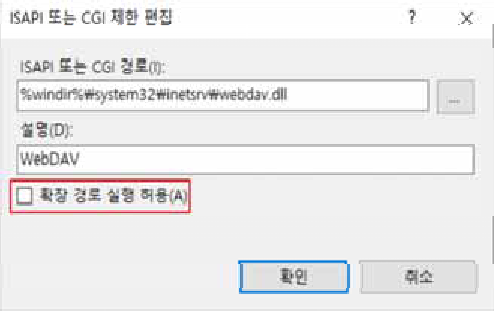 ISAPI 또는 CGI 제한 편집
? ×
ISAPI 또는 CGI 경로(I):
%windir%₩system32₩inetsrv₩webdav.dll
...
설명(D):
WebDAV
확장 경로 실행 허용(A)
확인
취소